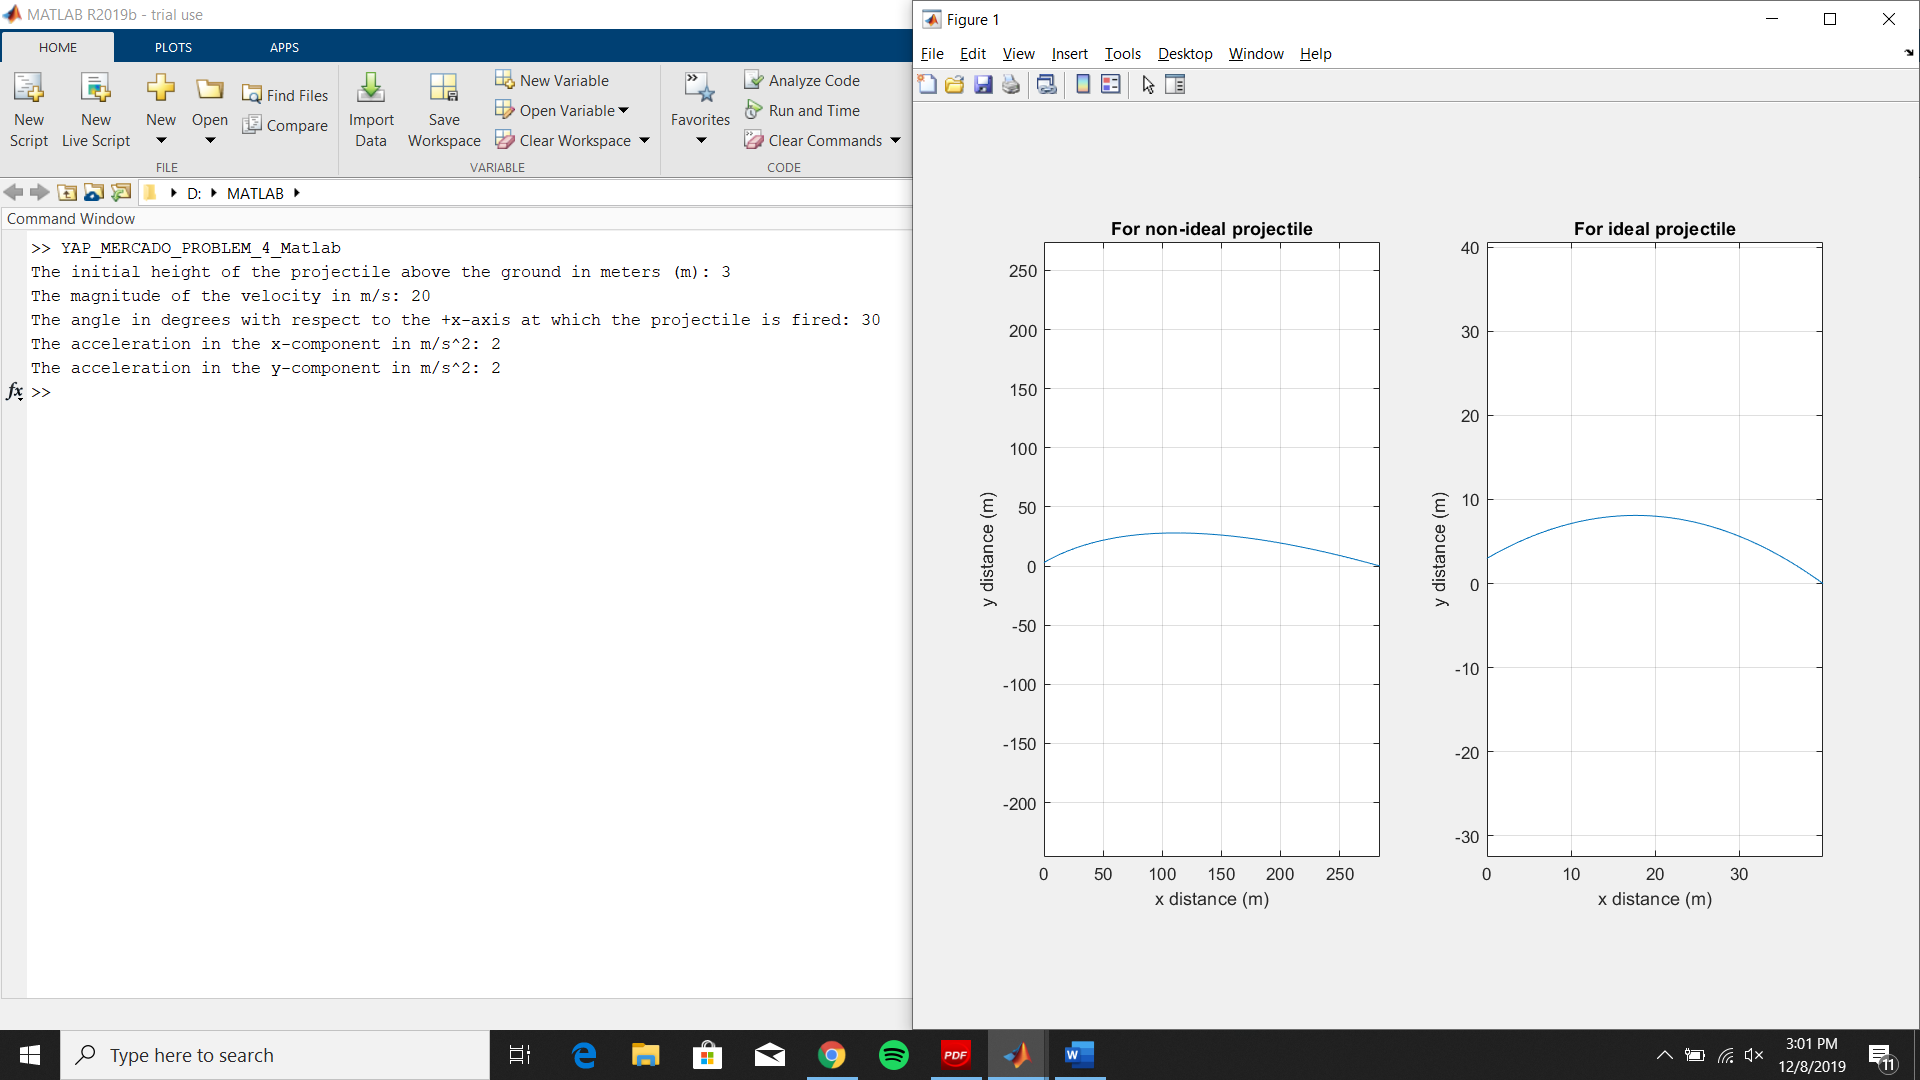 MATLAB R2019b - trial use
HOME
PLOTS
APPS
New Script
New Live Script
New
Open
Find Files
Compare
FILE
Import Data
Save Workspace
New Variable
Open Variable
Clear Workspace
VARIABLE
Favorites
Analyze Code
Run and Time
Clear Commands
CODE
D:
MATLAB
Command Window
>> YAP_MERCADO_PROBLEM_4_Matlab
The initial height of the projectile above the ground in meters (m): 3
The magnitude of the velocity in m/s: 20
The angle in degrees with respect to the +x-axis at which the projectile is fired: 30
The acceleration in the x-component in m/s^2: 2
The acceleration in the y-component in m/s^2: 2
fx >>
Figure 1
File Edit View Insert Tools Desktop Window Help
For non-ideal projectile
250
200
150
100
50
0
-50
-100
-150
-200
y distance (m)
0 50 100 150 200 250
x distance (m)
For ideal projectile
40
30
20
10
0
-10
-20
-30
y distance (m)
0 10 20 30
x distance (m)
Type here to search
PDF
W
3:01 PM
12/8/2019
11